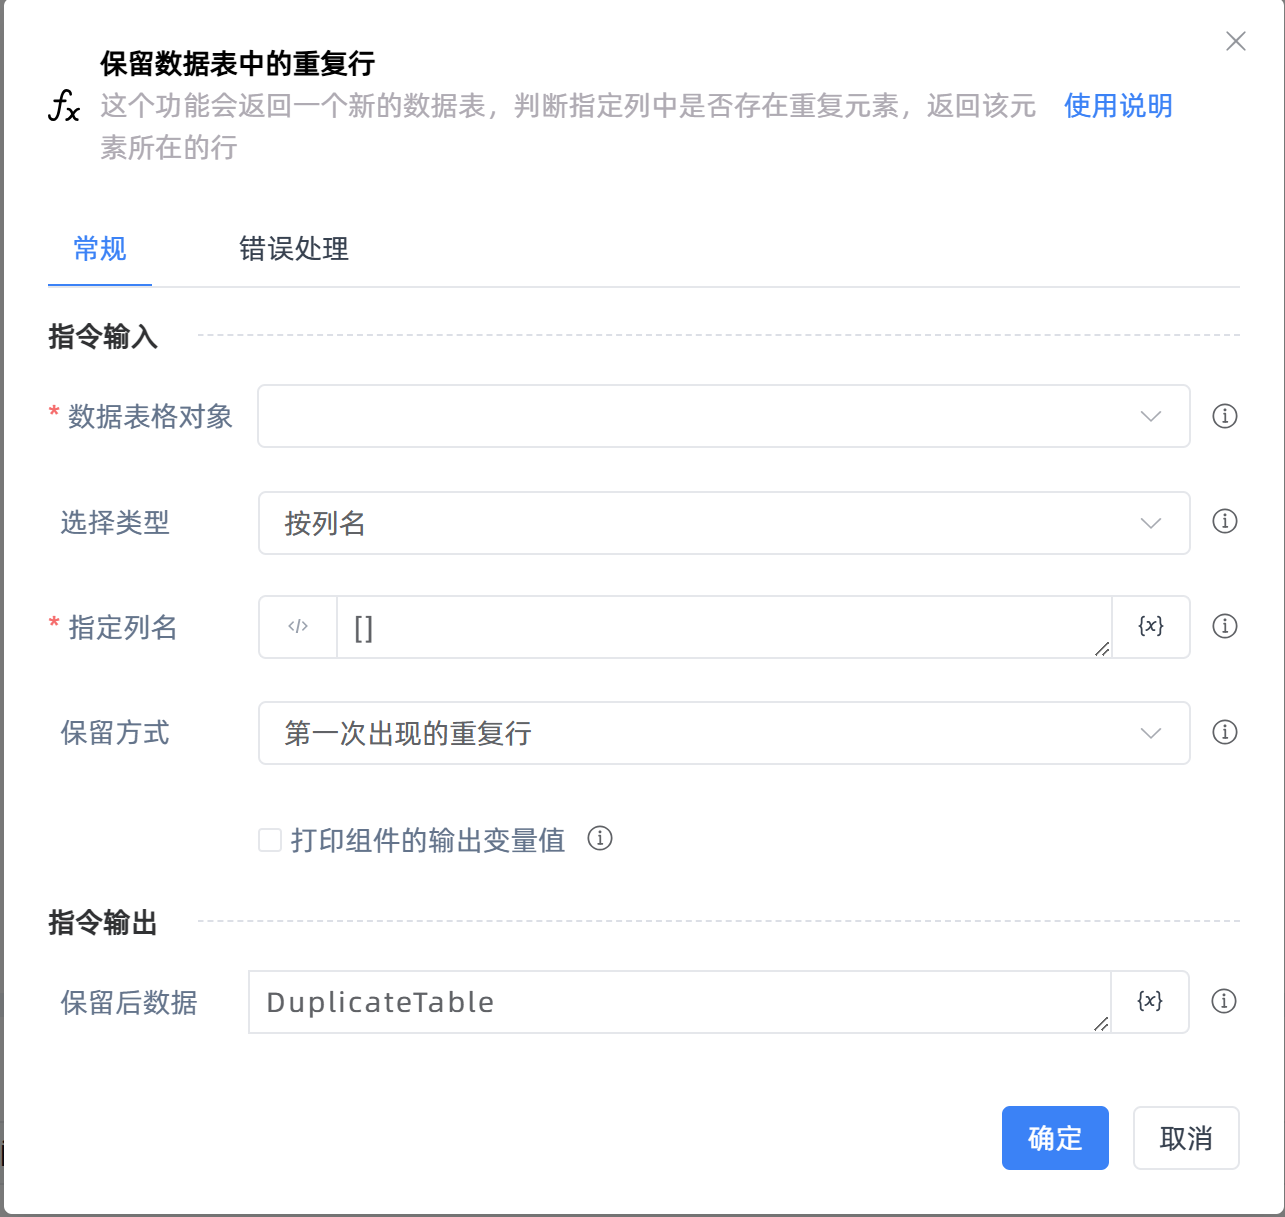 保留数据表中的重复行
这个功能会返回一个新的数据表，判断指定列中是否存在重复元素，返回该元
素所在的行
使用说明
常规
错误处理
指令输入
* 数据表格对象
选择类型
按列名
* 指定列名
</>
[]
{x}
保留方式
第一次出现的重复行
打印组件的输出变量值
指令输出
保留后数据
DuplicateTable
{x}
确定
取消